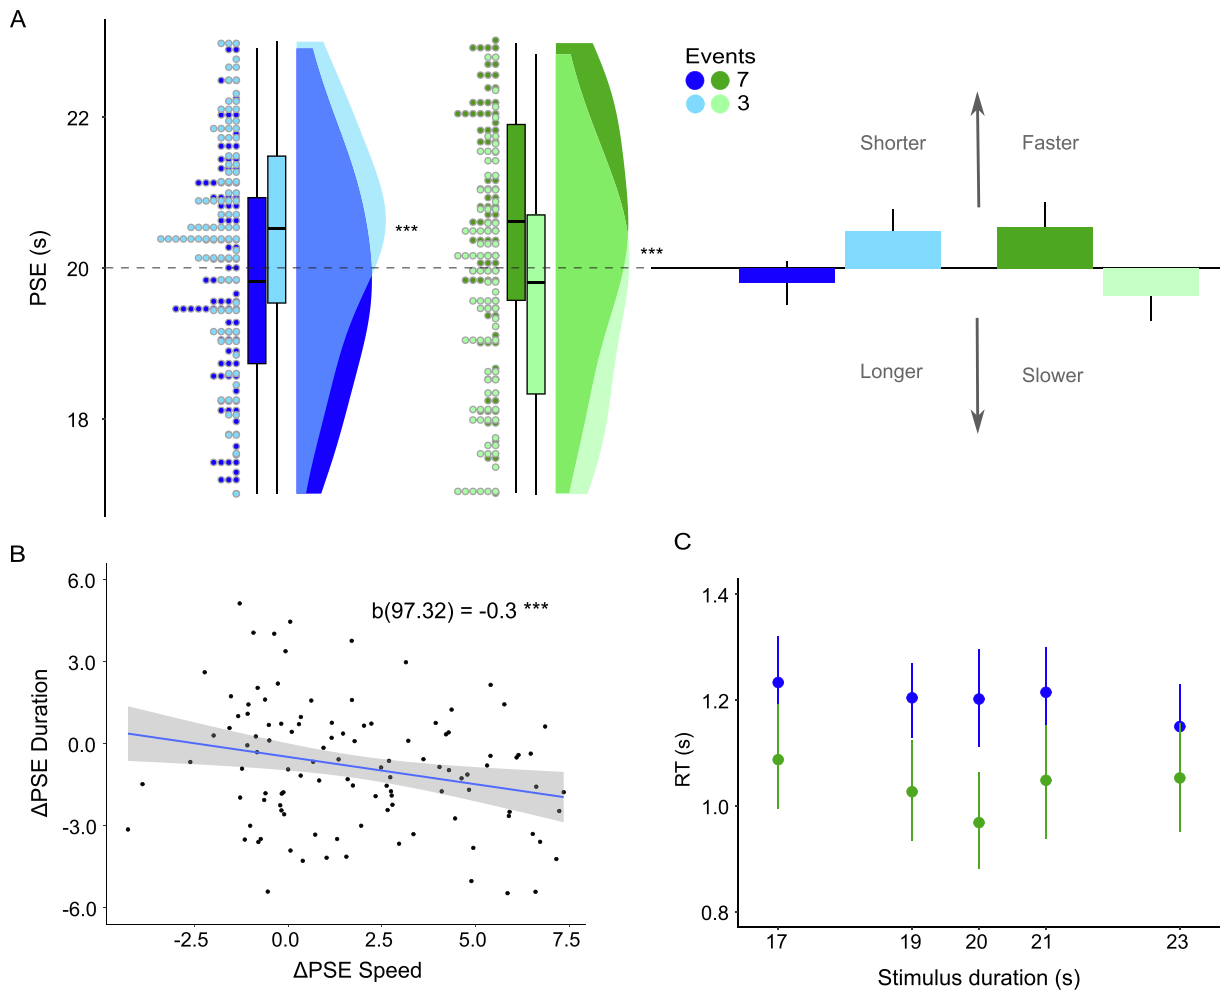 A
PSE (s)
22
20
18
***
***
Events
7
3
Shorter
Faster
Longer
Slower
B
ΔPSE Duration
6.0
3.0
0.0
-3.0
-6.0
b(97.32) = -0.3 ***
-2.5
0.0
2.5
5.0
7.5
ΔPSE Speed
C
RT (s)
1.4
1.2
1.0
0.8
17
19
20
21
23
Stimulus duration (s)